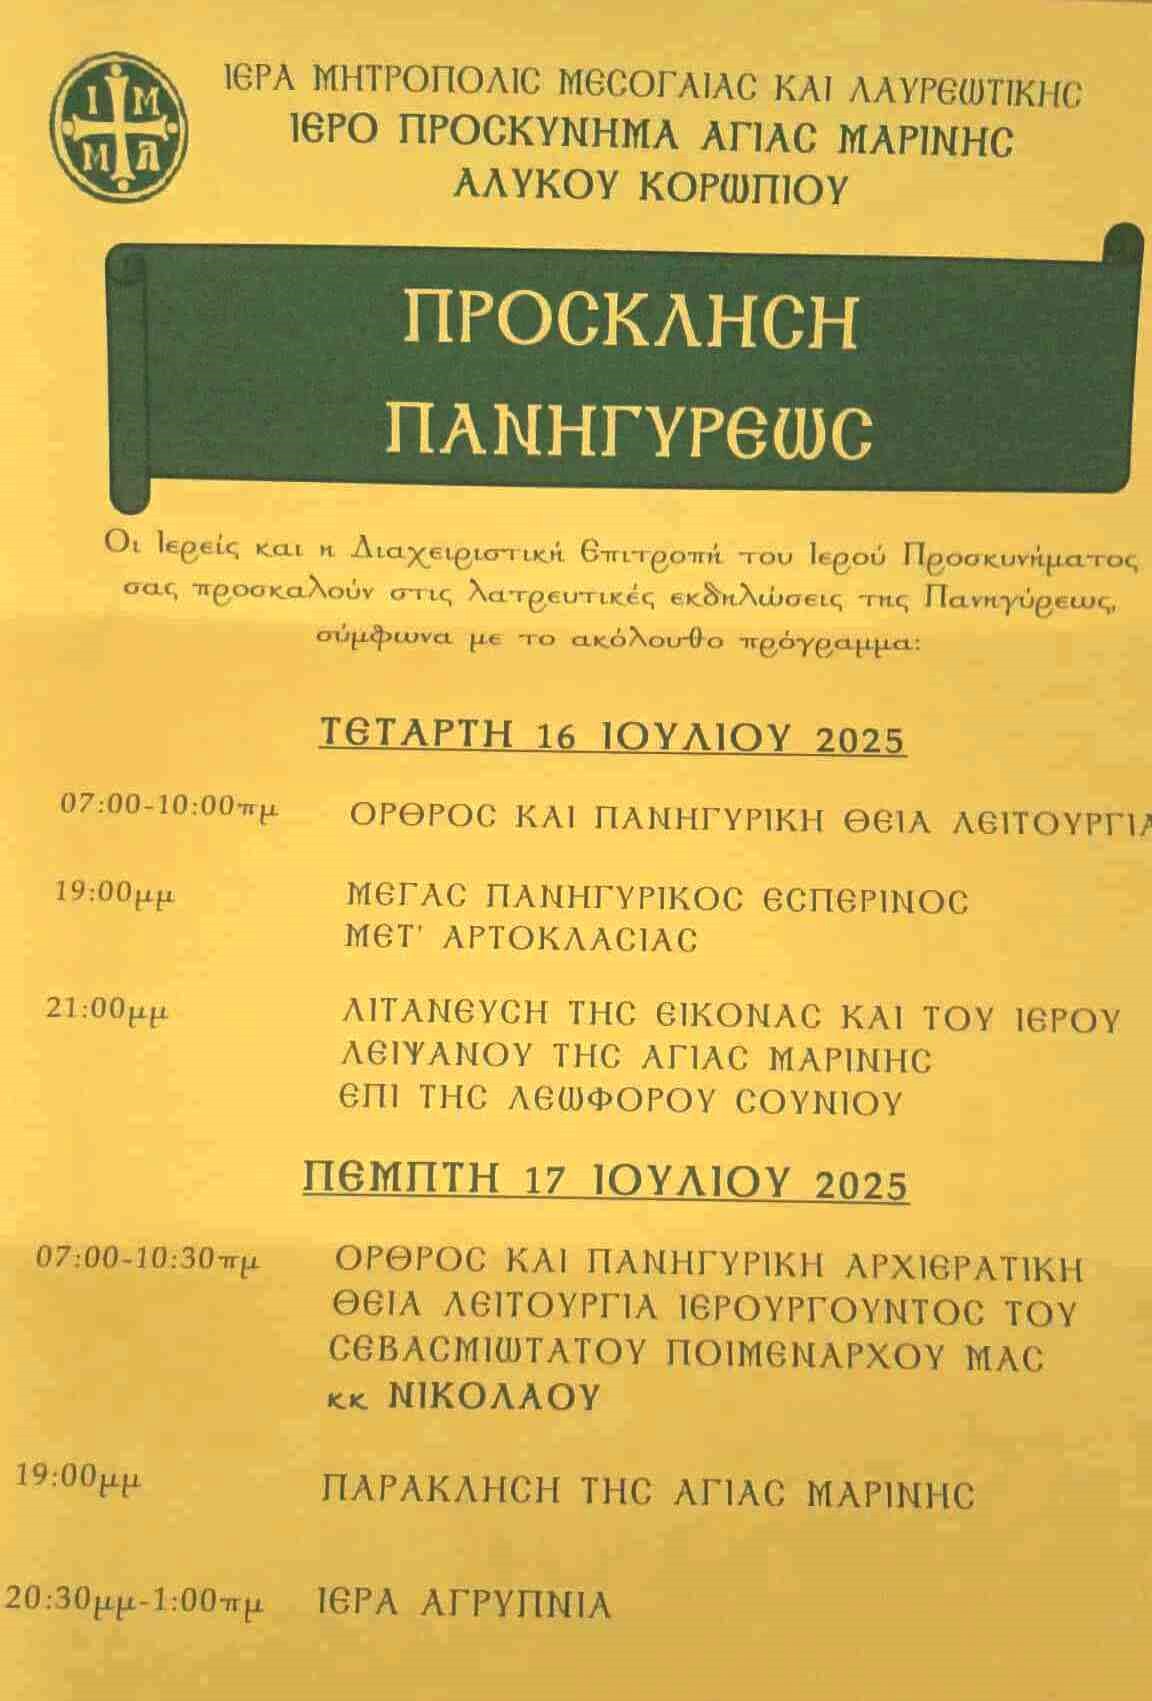 Ι Μ
Μ Λ
ΙΕΡΑ ΜΗΤΡΟΠΟΛΙΣ ΜΕΣΟΓΑΙΑΣ ΚΑΙ ΛΑΥΡΕΩΤΙΚΗΣ
ΙΕΡΟ ΠΡΟΣΚΥΝΗΜΑ ΑΓΙΑΣ ΜΑΡΙΝΗΣ
ΑΛΥΚΟΥ ΚΟΡΩΠΙΟΥ
ΠΡΟΣΚΛΗΣΗ
ΠΑΝΗΓΥΡΕΩΣ
Οι Ιερείς και η Διαχειριστική Επιτροπή του Ιερού Προσκυνήματος
σας προσκαλούν στις λατρευτικές εκδηλώσεις της Πανηγύρεως,
σύμφωνα με το ακόλουθο πρόγραμμα:
ΤΕΤΑΡΤΗ 16 ΙΟΥΛΙΟΥ 2025
07:00-10:00πμ ΟΡΘΡΟΣ ΚΑΙ ΠΑΝΗΓΥΡΙΚΗ ΘΕΙΑ ΛΕΙΤΟΥΡΓΙΑ
19:00μμ ΜΕΓΑΣ ΠΑΝΗΓΥΡΙΚΟΣ ΕΣΠΕΡΙΝΟΣ
ΜΕΤ' ΑΡΤΟΚΛΑΣΙΑΣ
21:00μμ ΛΙΤΑΝΕΥΣΗ ΤΗΣ ΕΙΚΟΝΑΣ ΚΑΙ ΤΟΥ ΙΕΡΟΥ
ΛΕΙΨΑΝΟΥ ΤΗΣ ΑΓΙΑΣ ΜΑΡΙΝΗΣ
ΕΠΙ ΤΗΣ ΛΕΩΦΟΡΟΥ ΣΟΥΝΙΟΥ
ΠΕΜΠΤΗ 17 ΙΟΥΛΙΟΥ 2025
07:00-10:30πμ ΟΡΘΡΟΣ ΚΑΙ ΠΑΝΗΓΥΡΙΚΗ ΑΡΧΙΕΡΑΤΙΚΗ
ΘΕΙΑ ΛΕΙΤΟΥΡΓΙΑ ΙΕΡΟΥΡΓΟΥΝΤΟΣ ΤΟΥ
ΣΕΒΑΣΜΙΩΤΑΤΟΥ ΠΟΙΜΕΝΑΡΧΟΥ ΜΑΣ
κκ ΝΙΚΟΛΑΟΥ
19:00μμ ΠΑΡΑΚΛΗΣΗ ΤΗΣ ΑΓΙΑΣ ΜΑΡΙΝΗΣ
20:30μμ-1:00πμ ΙΕΡΑ ΑΓΡΥΠΝΙΑ